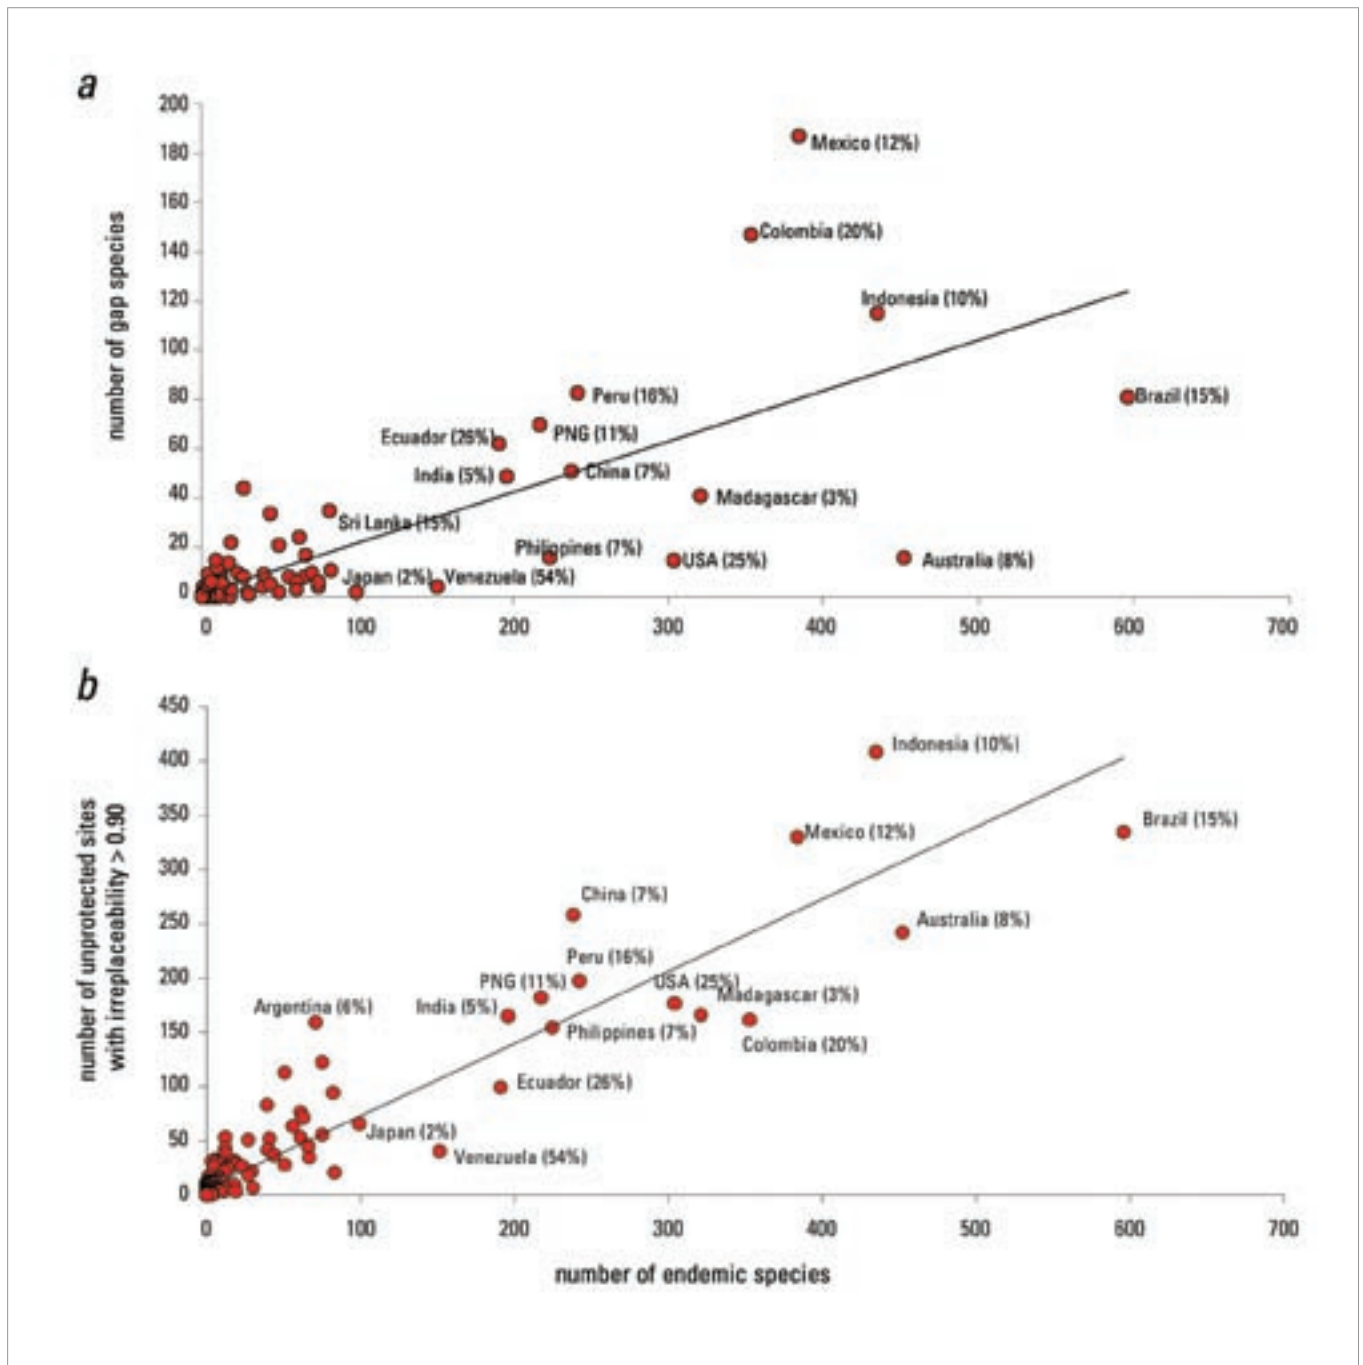 a
200
180
160
140
120
100
80
60
40
20
0
number of gap species
Mexico (12%)
Colombia (20%)
Indonesia (10%)
Peru (16%)
Brazil (15%)
Ecuador (26%)
PNG (11%)
India (5%)
China (7%)
Madagascar (3%)
Sri Lanka (15%)
Philippines (7%)
USA (25%)
Australia (8%)
Japan (2%)
Venezuela (54%)
0 100 200 300 400 500 600 700
b
450
400
350
300
250
200
150
100
50
0
number of unprotected sites
with irreplaceability > 0.90
Indonesia (10%)
Brazil (15%)
Mexico (12%)
China (7%)
Australia (8%)
Peru (16%)
PNG (11%)
USA (25%)
Madagascar (3%)
Argentina (6%)
India (5%)
Philippines (7%)
Colombia (20%)
Ecuador (26%)
Japan (2%)
Venezuela (54%)
0 100 200 300 400 500 600 700
number of endemic species